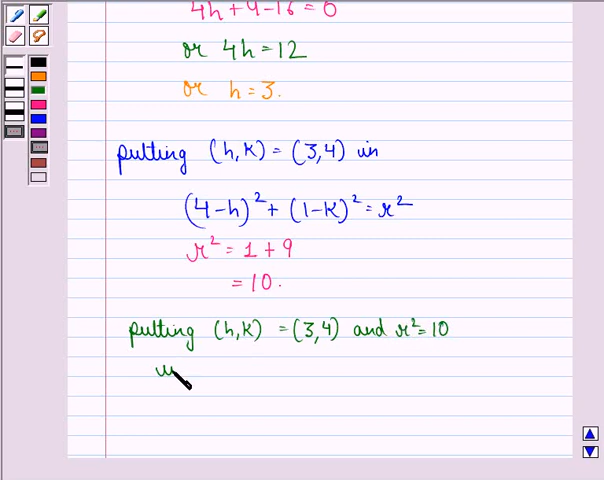 4h + 4 - 16 = 0
or 4h = 12
or h = 3.
putting (h, k) = (3, 4) in
(4-h)² + (1-k)² = r²
r² = 1 + 9
= 10.
putting (h, k) = (3, 4) and r² = 10